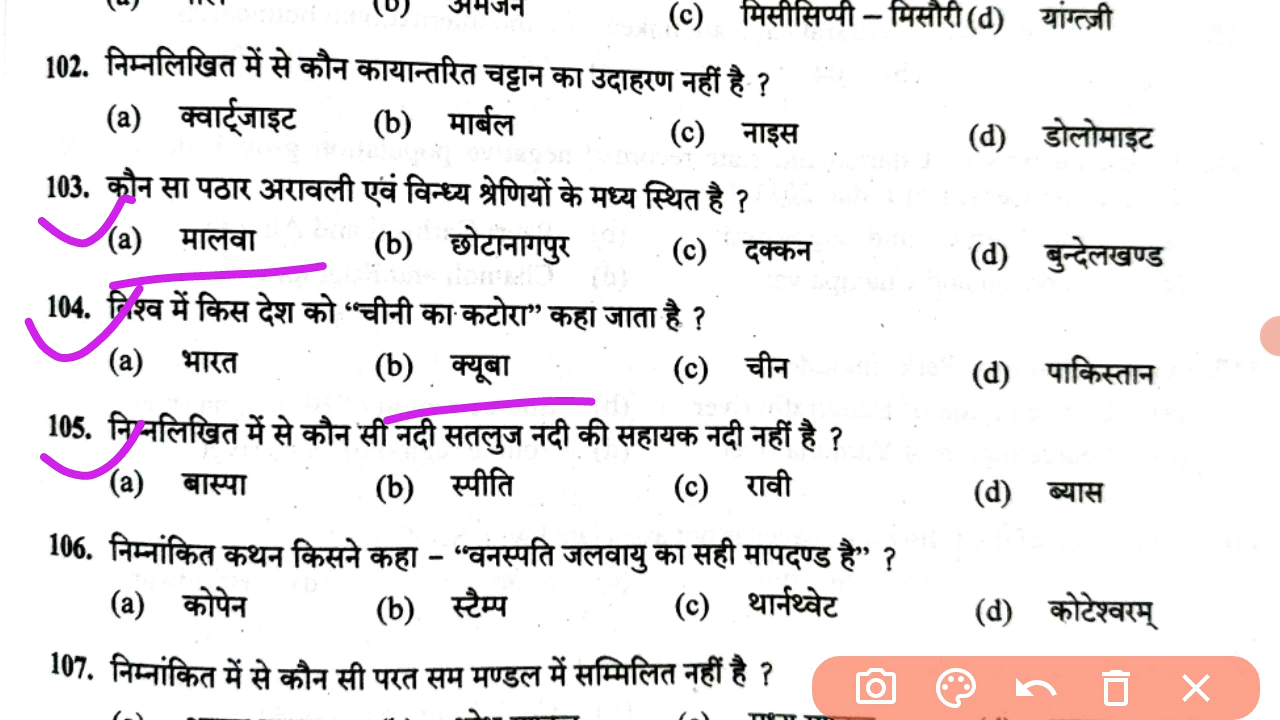 (b) अमेजन (c) मिसीसिप्पी – मिसौरी (d) यांग्त्ज़ी
102. निम्नलिखित में से कौन कायान्तरित चट्टान का उदाहरण नहीं है ?
(a) क्वार्ट्जाइट (b) मार्बल (c) नाइस (d) डोलोमाइट
103. कौन सा पठार अरावली एवं विन्ध्य श्रेणियों के मध्य स्थित है ?
(a) मालवा (b) छोटानागपुर (c) दक्कन (d) बुन्देलखण्ड
104. विश्व में किस देश को “चीनी का कटोरा” कहा जाता है ?
(a) भारत (b) क्यूबा (c) चीन (d) पाकिस्तान
105. निम्नलिखित में से कौन सी नदी सतलुज नदी की सहायक नदी नहीं है ?
(a) बास्पा (b) स्पीति (c) रावी (d) ब्यास
106. निम्नांकित कथन किसने कहा – “वनस्पति जलवायु का सही मापदण्ड है” ?
(a) कोपेन (b) स्टैम्प (c) थार्नथ्वेट (d) कोटेश्वरम्
107. निम्नांकित में से कौन सी परत सम मण्डल में सम्मिलित नहीं है ?